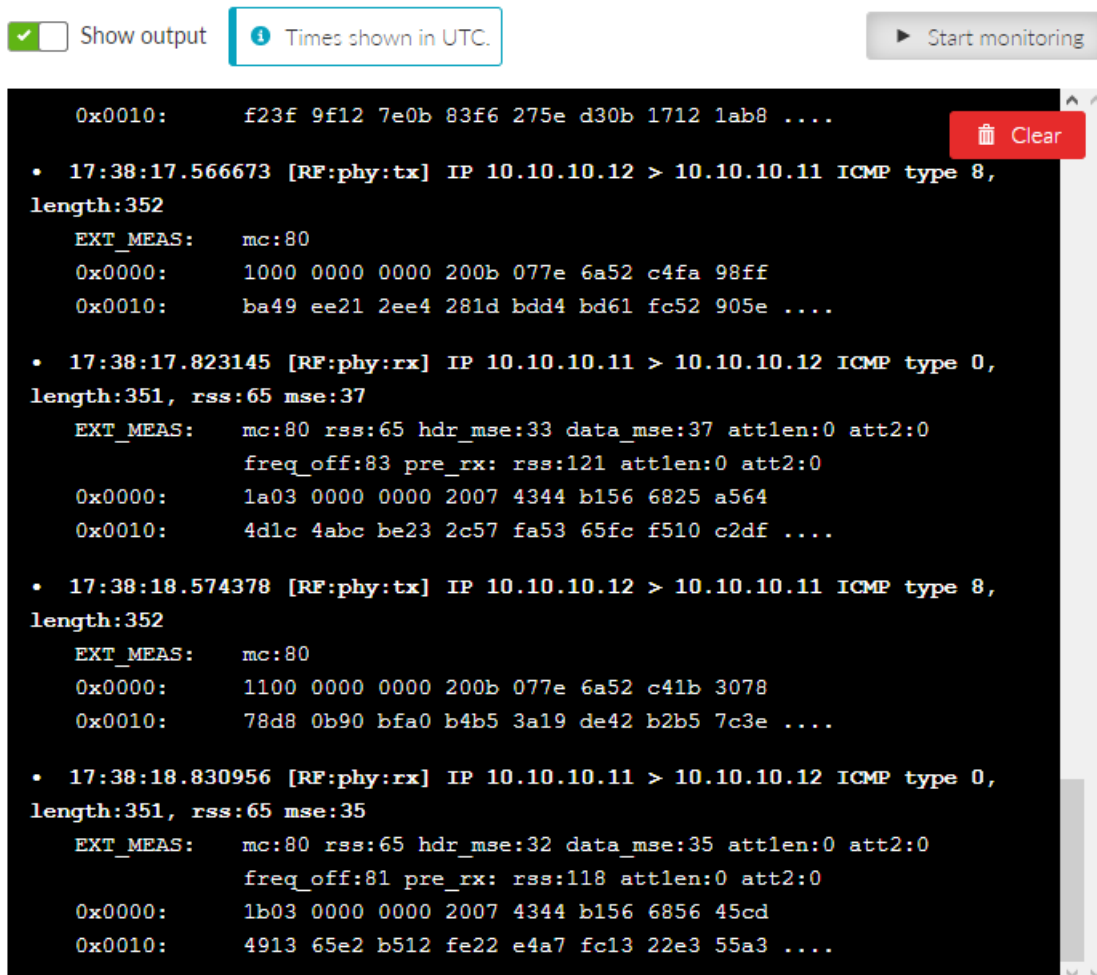 Show output
Times shown in UTC.
Start monitoring
0x0010: f23f 9f12 7e0b 83f6 275e d30b 1712 1ab8 ....
Clear
• 17:38:17.566673 [RF:phy:tx] IP 10.10.10.12 > 10.10.10.11 ICMP type 8,
length:352
EXT_MEAS: mc:80
0x0000: 1000 0000 0000 200b 077e 6a52 c4fa 98ff
0x0010: ba49 ee21 2ee4 281d bdd4 bd61 fc52 905e ....
• 17:38:17.823145 [RF:phy:rx] IP 10.10.10.11 > 10.10.10.12 ICMP type 0,
length:351, rss:65 mse:37
EXT_MEAS: mc:80 rss:65 hdr_mse:33 data_mse:37 att1en:0 att2:0
freq_off:83 pre_rx: rss:121 att1en:0 att2:0
0x0000: 1a03 0000 0000 2007 4344 b156 6825 a564
0x0010: 4d1c 4abc be23 2c57 fa53 65fc f510 c2df ....
• 17:38:18.574378 [RF:phy:tx] IP 10.10.10.12 > 10.10.10.11 ICMP type 8,
length:352
EXT_MEAS: mc:80
0x0000: 1100 0000 0000 200b 077e 6a52 c41b 3078
0x0010: 78d8 0b90 bfa0 b4b5 3a19 de42 b2b5 7c3e ....
• 17:38:18.830956 [RF:phy:rx] IP 10.10.10.11 > 10.10.10.12 ICMP type 0,
length:351, rss:65 mse:35
EXT_MEAS: mc:80 rss:65 hdr_mse:32 data_mse:35 att1en:0 att2:0
freq_off:81 pre_rx: rss:118 att1en:0 att2:0
0x0000: 1b03 0000 0000 2007 4344 b156 6856 45cd
0x0010: 4913 65e2 b512 fe22 e4a7 fc13 22e3 55a3 ....